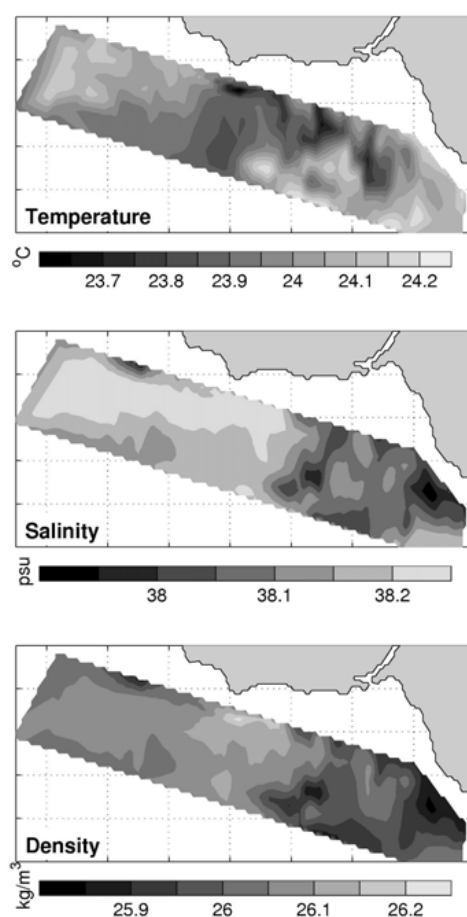 Temperature
°C
23.7 23.8 23.9 24 24.1 24.2
Salinity
psu
38 38.1 38.2
Density
kg/m³
25.9 26 26.1 26.2